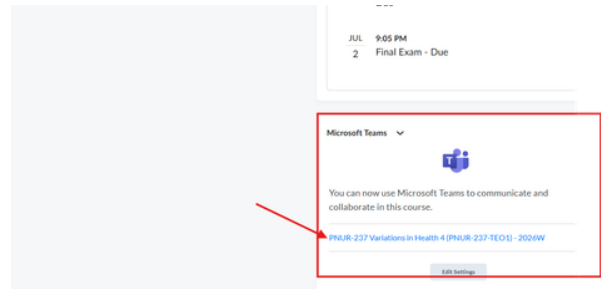 JUL 9:05 PM
2 Final Exam - Due
Microsoft Teams
You can now use Microsoft Teams to communicate and
collaborate in this course.
PNUR-237 Variations in Health 4 (PNUR-237-TEO1) - 2026W
Edit Settings